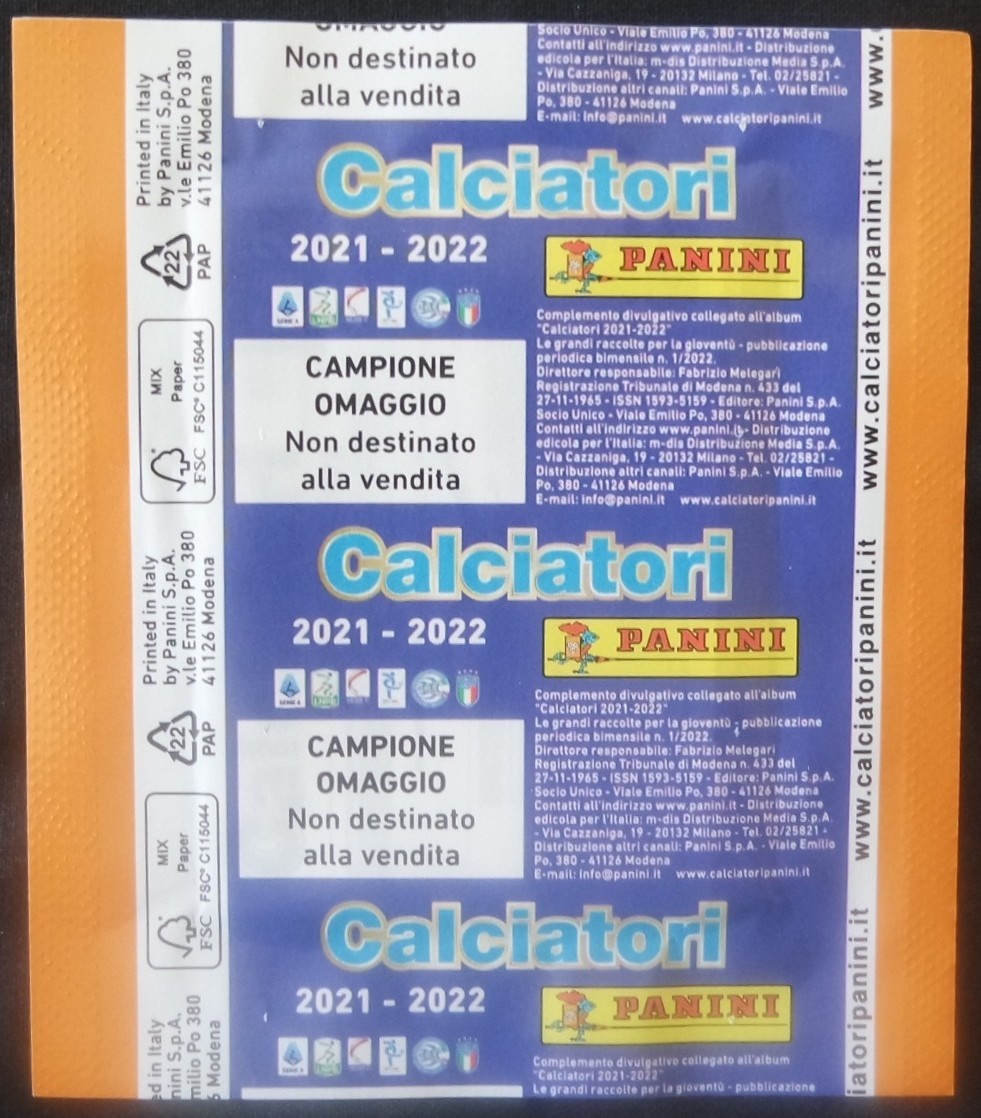 OMAGGIO
Non destinato
alla vendita
Socio Unico - Viale Emilio Po, 380 - 41126 Modena
Contatti all'indirizzo www.panini.it - Distribuzione
edicola per l'Italia: m-dis Distribuzione Media S.p.A.
- Via Cazzaniga, 19 - 20132 Milano - Tel. 02/25821 -
Distribuzione altri canali: Panini S.p.A. - Viale Emilio
Po, 380 - 41126 Modena
E-mail: info@panini.it www.calciatoripanini.it
Calciatori
2021 - 2022
PANINI
SERIE A
Complemento divulgativo collegato all'album
"Calciatori 2021-2022"
Le grandi raccolte per la gioventù - pubblicazione
periodica bimensile n. 1/2022.
Direttore responsabile: Fabrizio Melegari
Registrazione Tribunale di Modena n. 433 del
27-11-1965 - ISSN 1593-5159 - Editore: Panini S.p.A.
Socio Unico - Viale Emilio Po, 380 - 41126 Modena
Contatti all'indirizzo www.panini.it - Distribuzione
edicola per l'Italia: m-dis Distribuzione Media S.p.A.
- Via Cazzaniga, 19 - 20132 Milano - Tel. 02/25821 -
Distribuzione altri canali: Panini S.p.A. - Viale Emilio
Po, 380 - 41126 Modena
E-mail: info@panini.it www.calciatoripanini.it
CAMPIONE
OMAGGIO
Non destinato
alla vendita
Calciatori
2021 - 2022
PANINI
SERIE A
Complemento divulgativo collegato all'album
"Calciatori 2021-2022"
Le grandi raccolte per la gioventù - pubblicazione
periodica bimensile n. 1/2022.
Direttore responsabile: Fabrizio Melegari
Registrazione Tribunale di Modena n. 433 del
27-11-1965 - ISSN 1593-5159 - Editore: Panini S.p.A.
Socio Unico - Viale Emilio Po, 380 - 41126 Modena
Contatti all'indirizzo www.panini.it - Distribuzione
edicola per l'Italia: m-dis Distribuzione Media S.p.A.
- Via Cazzaniga, 19 - 20132 Milano - Tel. 02/25821 -
Distribuzione altri canali: Panini S.p.A. - Viale Emilio
Po, 380 - 41126 Modena
E-mail: info@panini.it www.calciatoripanini.it
CAMPIONE
OMAGGIO
Non destinato
alla vendita
Calciatori
2021 - 2022
PANINI
SERIE A
Complemento divulgativo collegato all'album
"Calciatori 2021-2022"
Le grandi raccolte per la gioventù - pubblicazione
Printed in Italy
by Panini S.p.A.
v.le Emilio Po 380
41126 Modena
22
PAP
MIX
Paper
FSC FSC® C115044
Printed in Italy
by Panini S.p.A.
v.le Emilio Po 380
41126 Modena
22
PAP
MIX
Paper
FSC FSC® C115044
ed in Italy
nini S.p.A.
milio Po 380
6 Modena
www.
www.calciatoripanini.it
www.calciatoripanini.it
iatoripanini.it